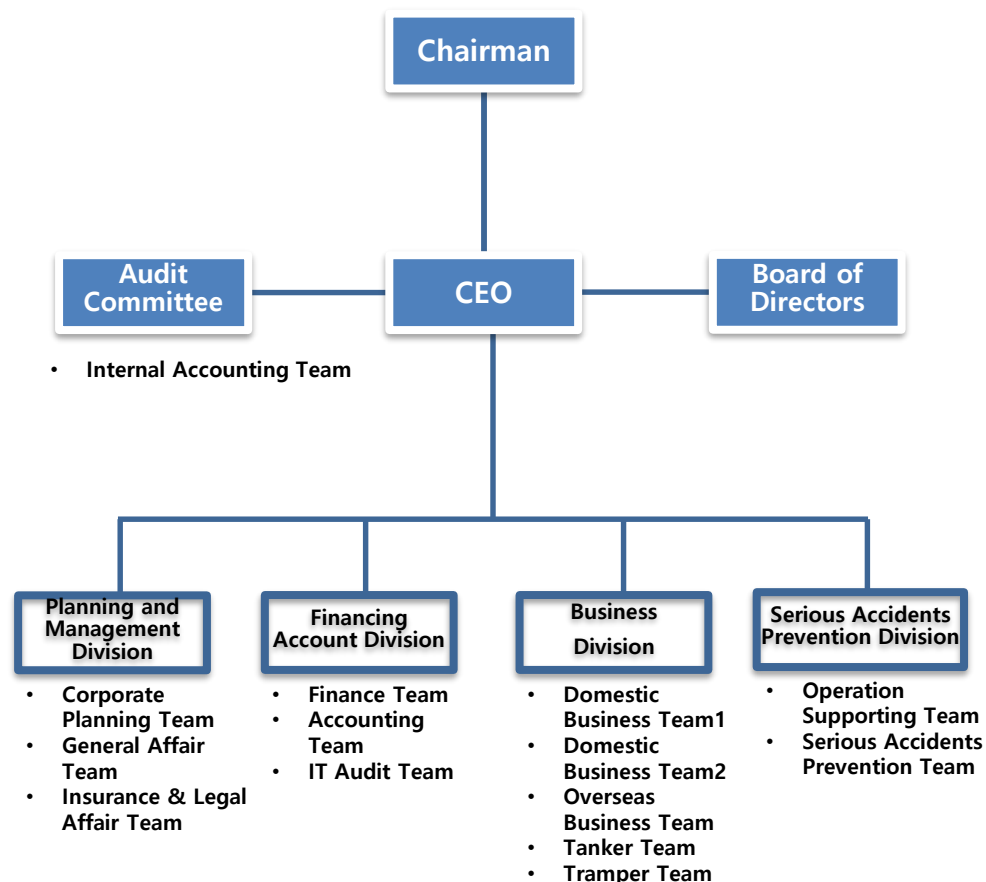 Chairman
Audit
Committee
CEO
Board of
Directors
• Internal Accounting Team
Planning and
Management
Division
Financing
Account Division
Business
Division
Serious Accidents
Prevention Division
• Corporate
Planning Team
• General Affair
Team
• Insurance & Legal
Affair Team
• Finance Team
• Accounting
Team
• IT Audit Team
• Domestic
Business Team1
• Domestic
Business Team2
• Overseas
Business Team
• Tanker Team
• Tramper Team
• Operation
Supporting Team
• Serious Accidents
Prevention Team